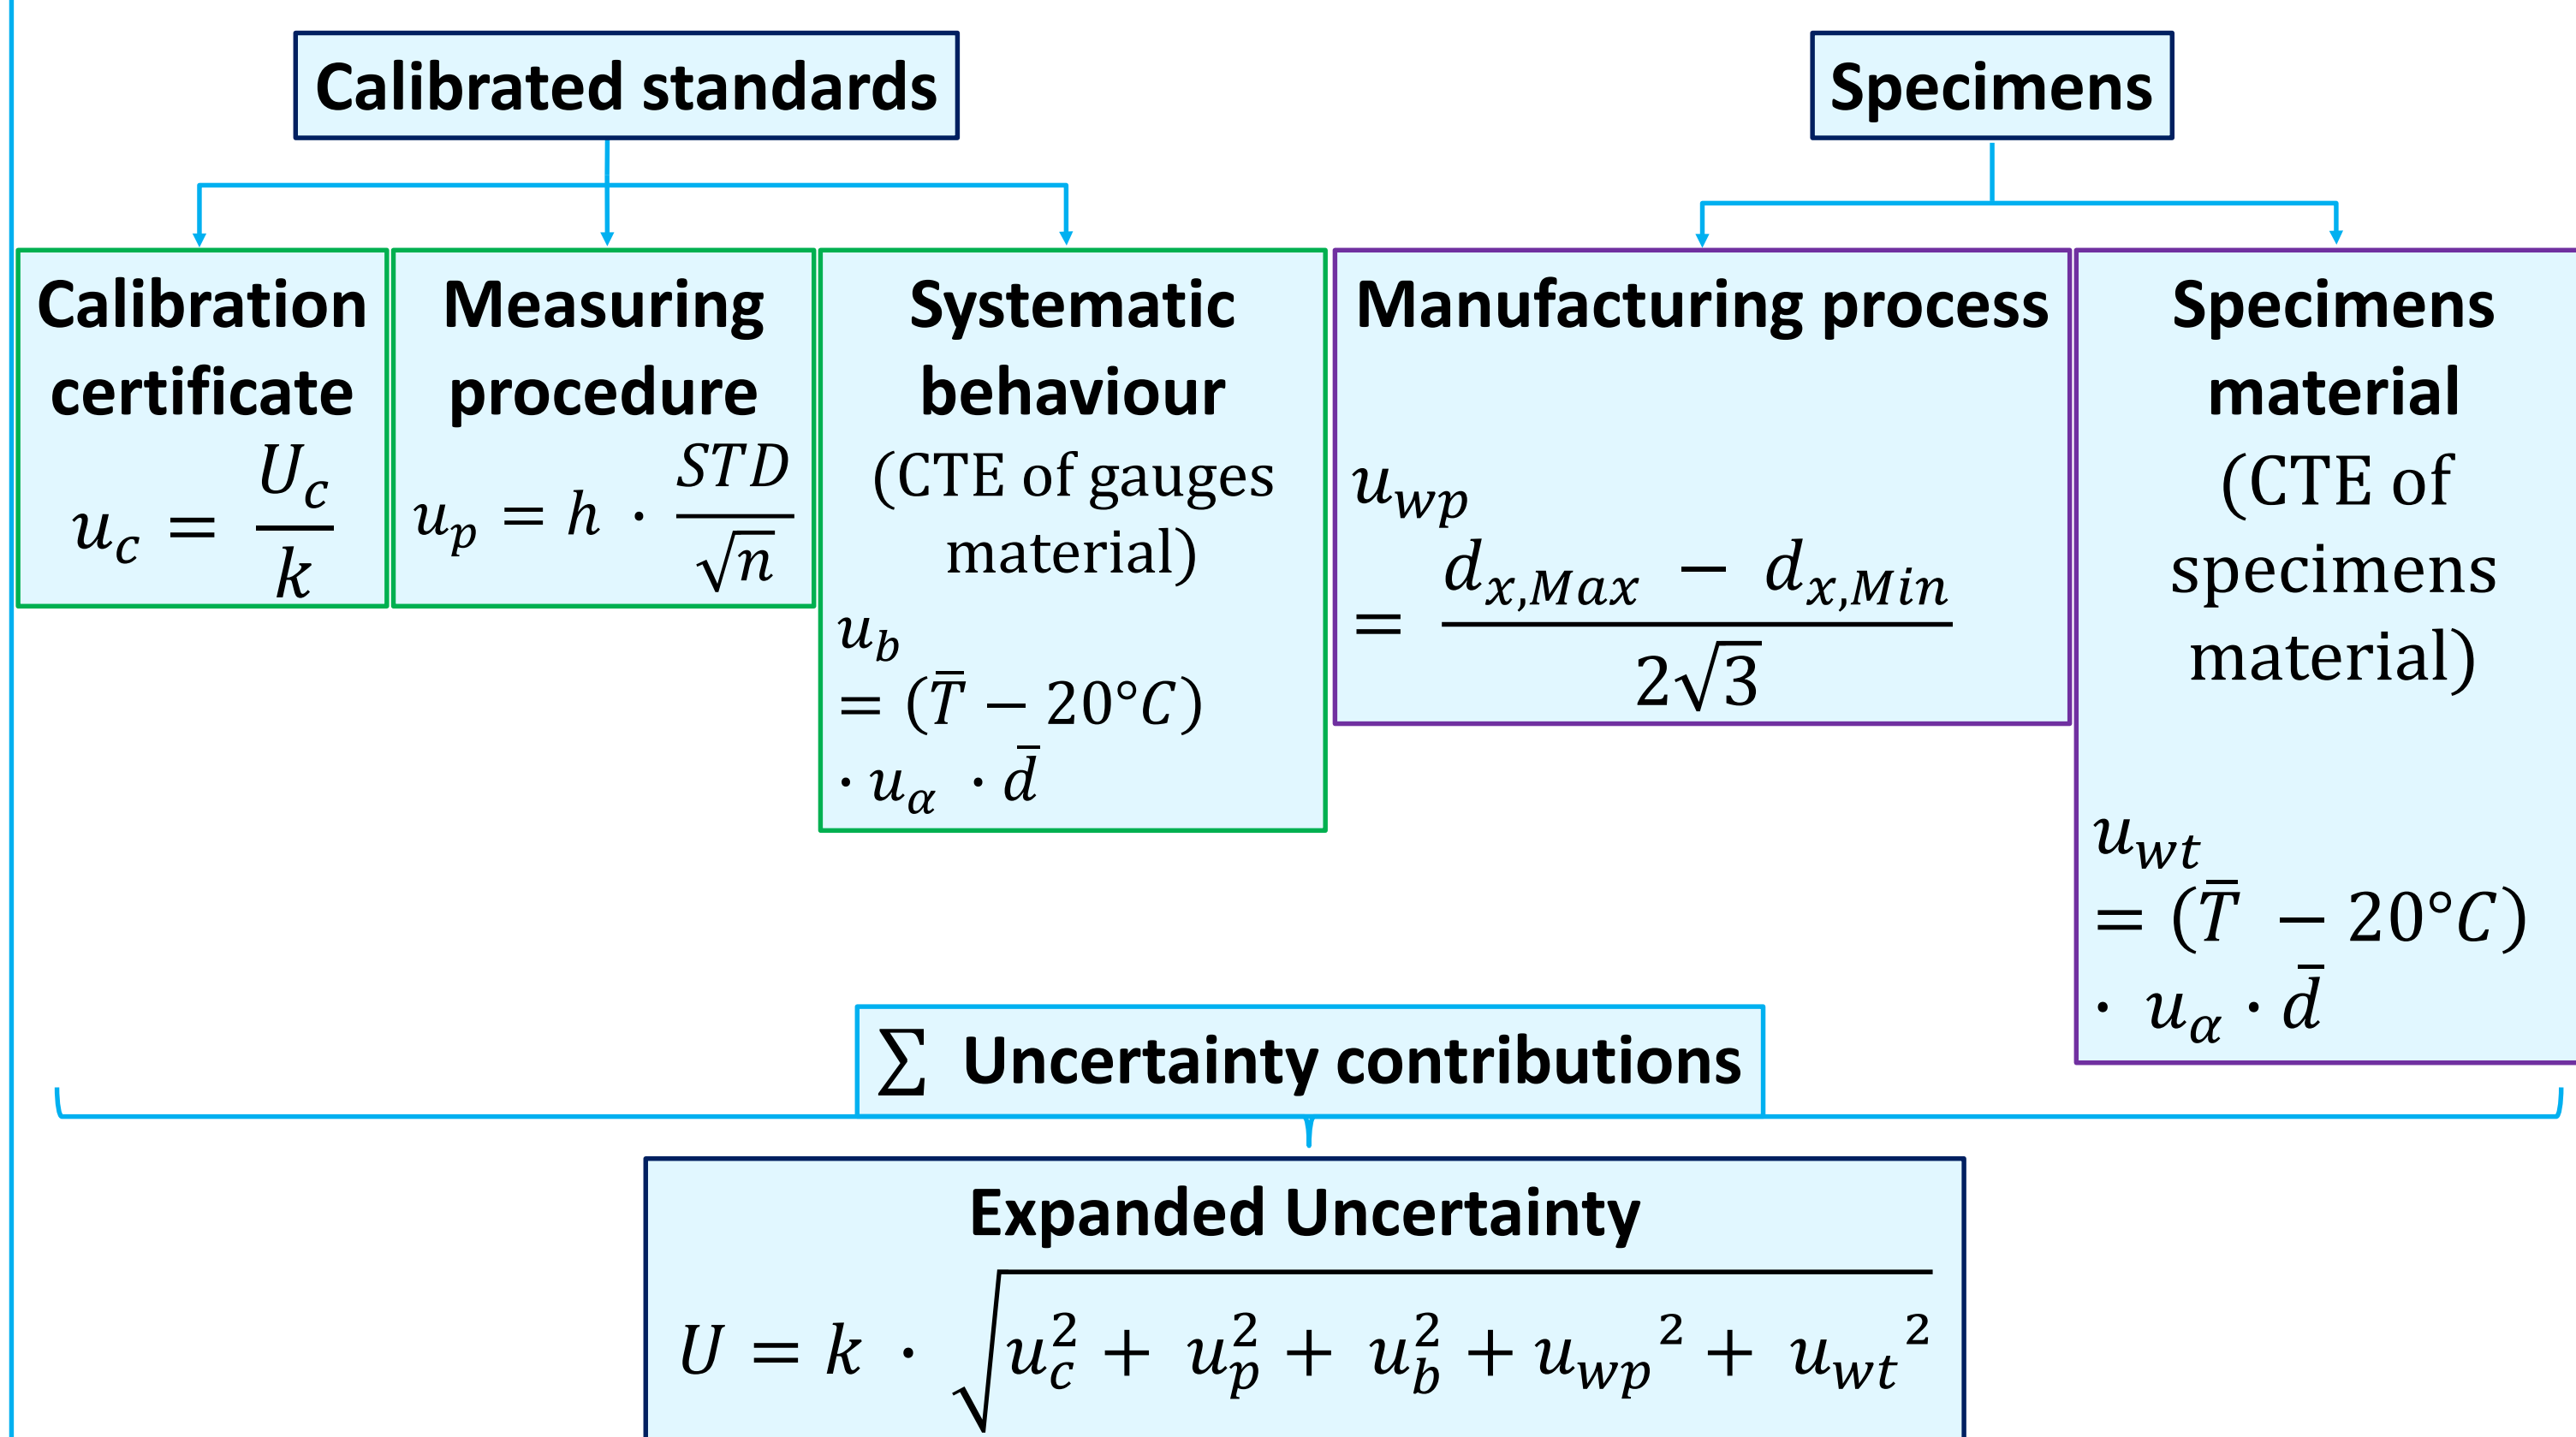 Calibrated standards
Specimens
Calibration
certificate
u_c = U_c / k
Measuring
procedure
u_p = h · STD / √n
Systematic
behaviour
(CTE of gauges
material)
u_b
= (T̅ − 20°C)
· u_α · d̅
Manufacturing process
u_wp
= (d_x,Max − d_x,Min) / 2√3
Specimens
material
(CTE of
specimens
material)
u_wt
= (T̅ − 20°C)
· u_α · d̅
∑ Uncertainty contributions
Expanded Uncertainty
U = k · √(u_c² + u_p² + u_b² + u_wp² + u_wt²)